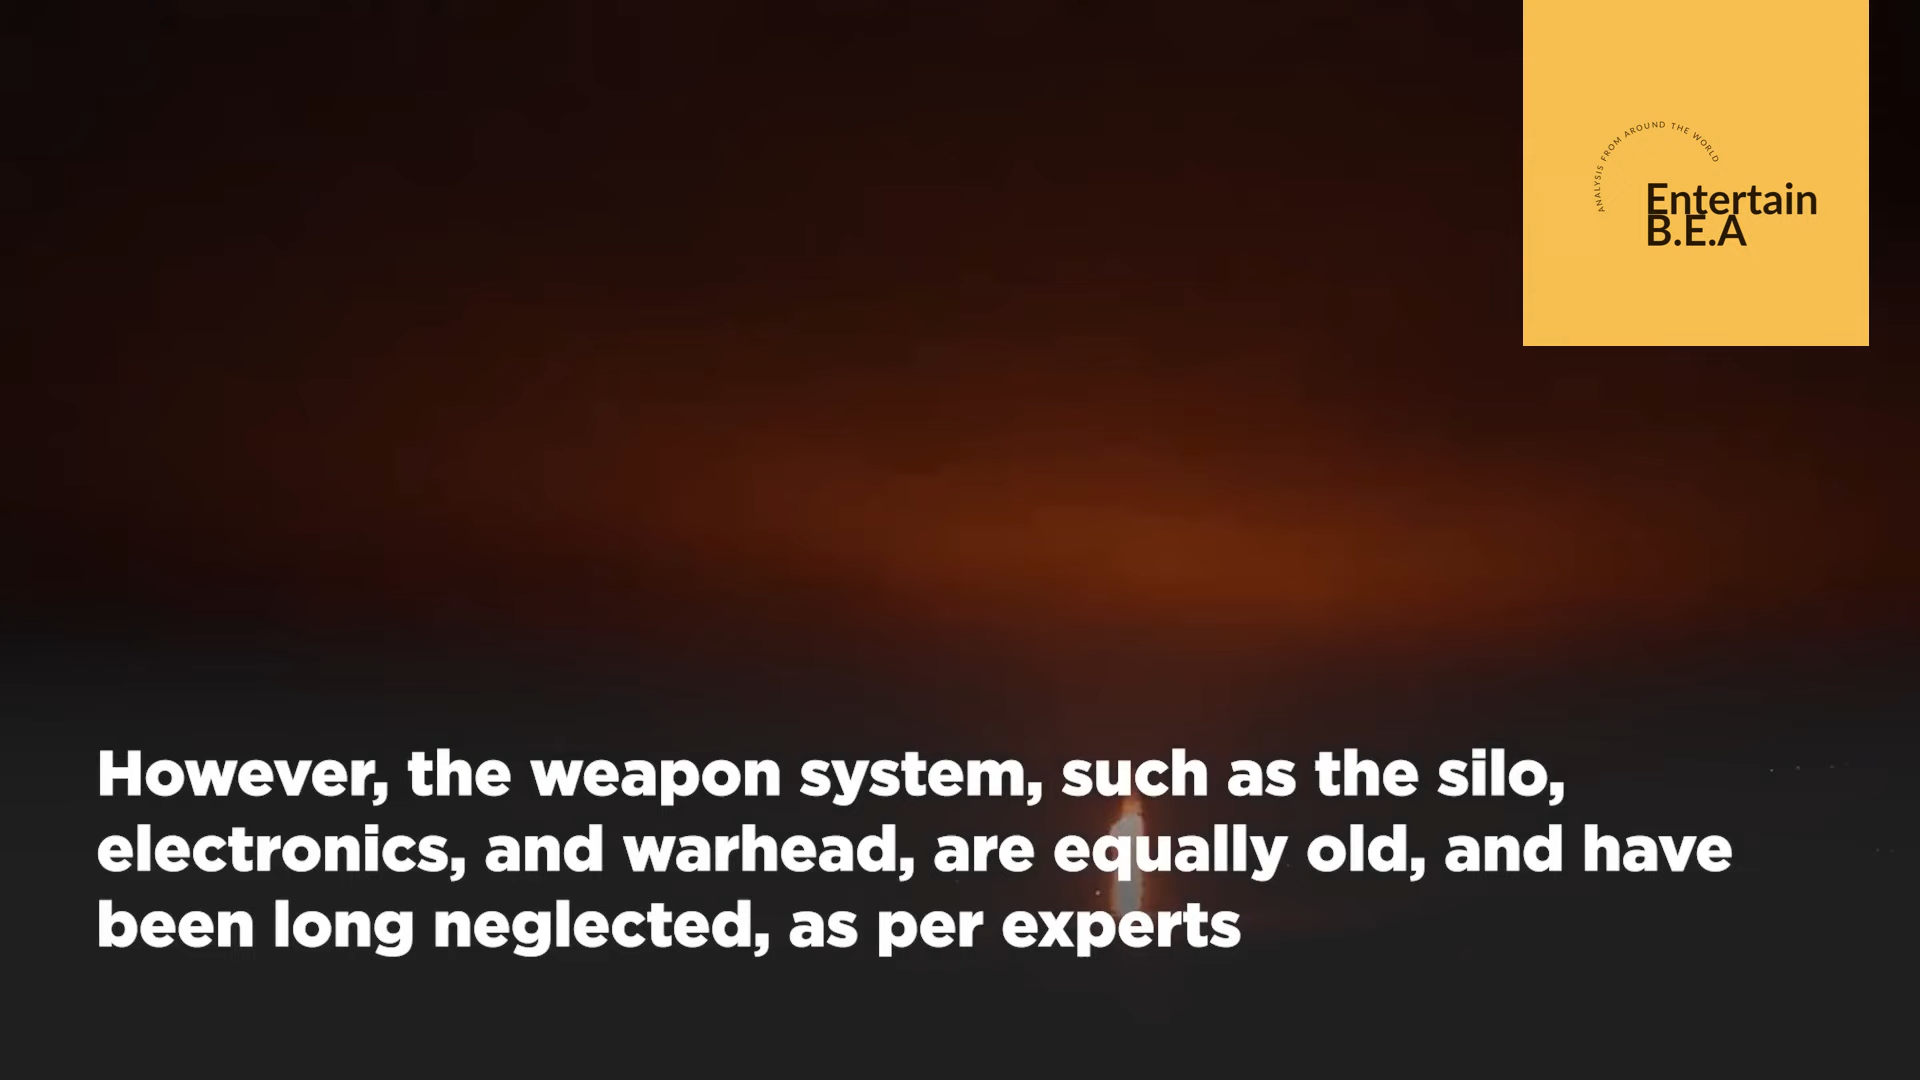 ANALYSIS FROM AROUND THE WORLD
Entertain
B.E.A
However, the weapon system, such as the silo,
electronics, and warhead, are equally old, and have
been long neglected, as per experts